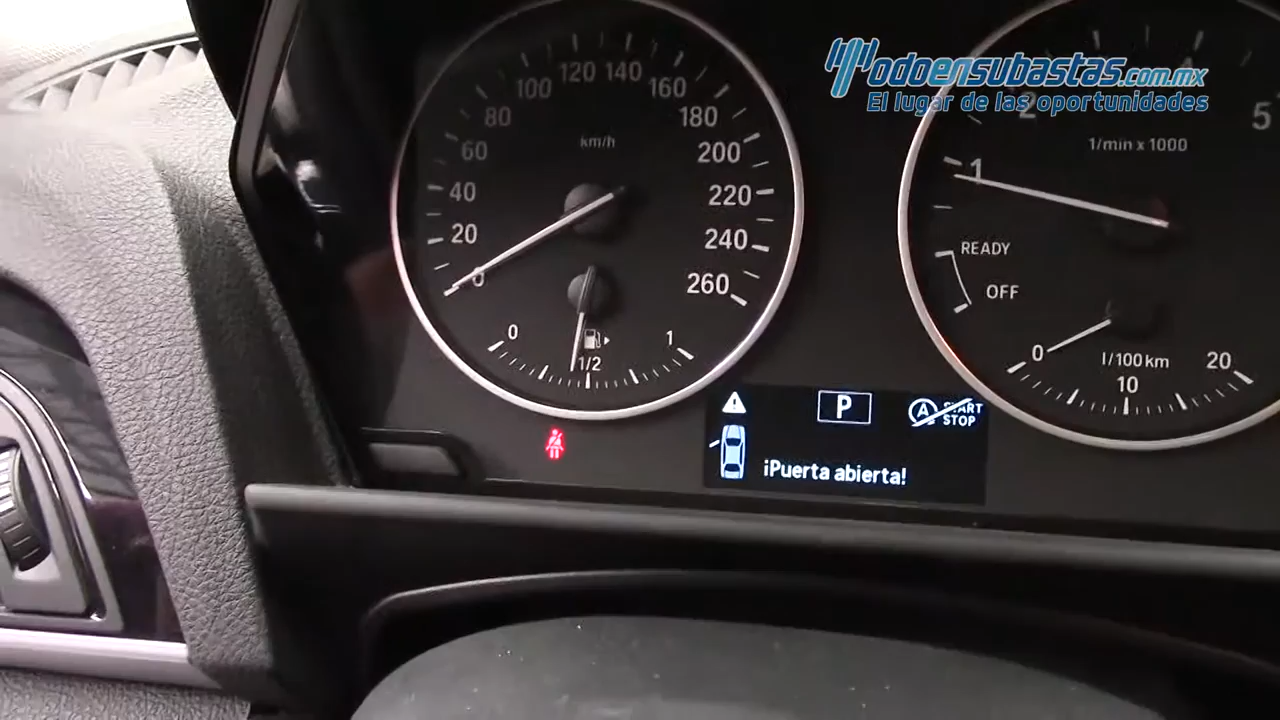 Todoensubastas.com.mx
El lugar de las oportunidades
0 20 40 60 80 100 120 140 160 180 200 220 240 260
km/h
0 1/2 1
1 2 4 5
1/min x 1000
READY
OFF
0 10 20
l/100km
P
A START
STOP
¡Puerta abierta!